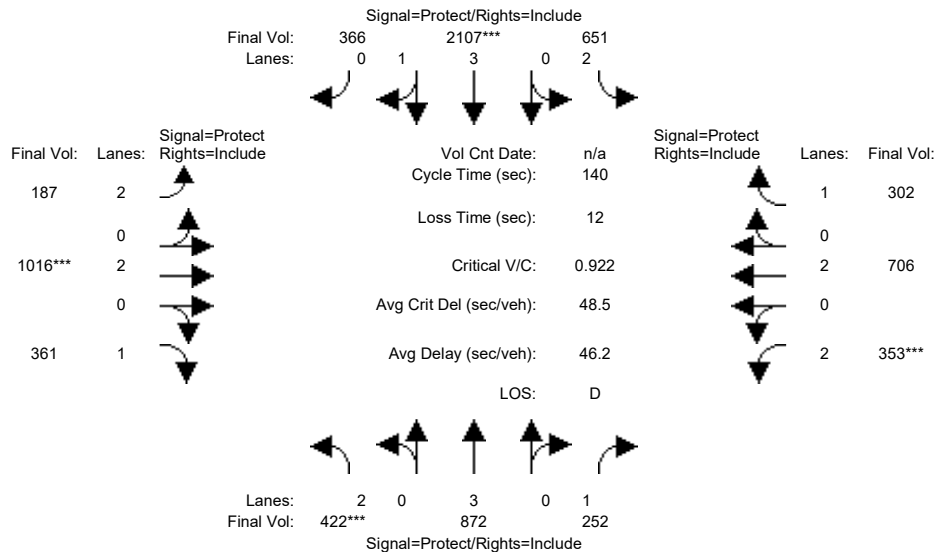 Signal=Protect/Rights=Include
Final Vol: 366 2107*** 651
Lanes: 0 1 3 0 2
Signal=Protect Signal=Protect
Final Vol: Lanes: Rights=Include Vol Cnt Date: n/a Rights=Include Lanes: Final Vol:
Cycle Time (sec): 140
187 2 1 302
Loss Time (sec): 12
0 0
1016*** 2 Critical V/C: 0.922 2 706
0 Avg Crit Del (sec/veh): 48.5 0
361 1 Avg Delay (sec/veh): 46.2 2 353***
LOS: D
Lanes: 2 0 3 0 1
Final Vol: 422*** 872 252
Signal=Protect/Rights=Include